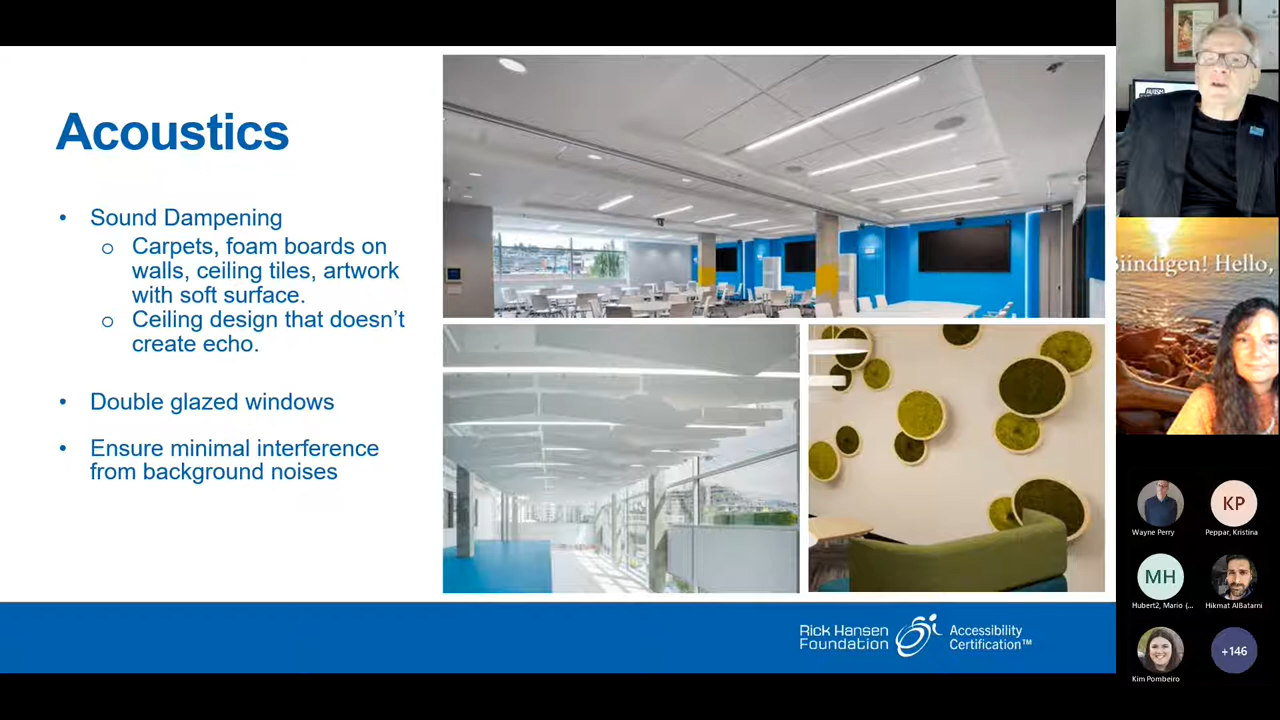 Acoustics
• Sound Dampening
o Carpets, foam boards on
walls, ceiling tiles, artwork
with soft surface.
o Ceiling design that doesn't
create echo.
• Double glazed windows
• Ensure minimal interference
from background noises
Rick Hansen
Foundation
Accessibility
Certification™
Siindigen! Hello,
KP
Wayne Perry
Peppar, Kristina
MH
Hubert2, Mario (...
Hikmat AlBatarni
+146
Kim Pombeiro